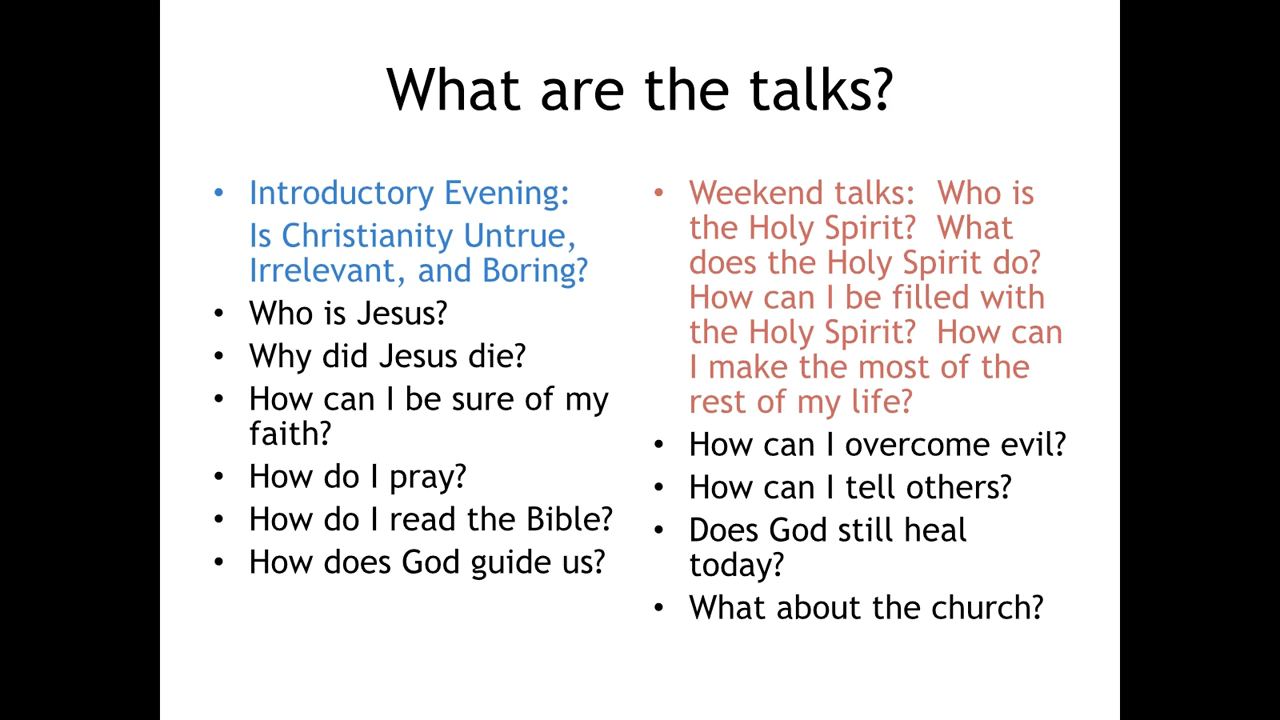 What are the talks?
• Introductory Evening:
Is Christianity Untrue,
Irrelevant, and Boring?
• Who is Jesus?
• Why did Jesus die?
• How can I be sure of my
faith?
• How do I pray?
• How do I read the Bible?
• How does God guide us?
• Weekend talks:  Who is
the Holy Spirit?  What
does the Holy Spirit do?
How can I be filled with
the Holy Spirit?  How can
I make the most of the
rest of my life?
• How can I overcome evil?
• How can I tell others?
• Does God still heal
today?
• What about the church?